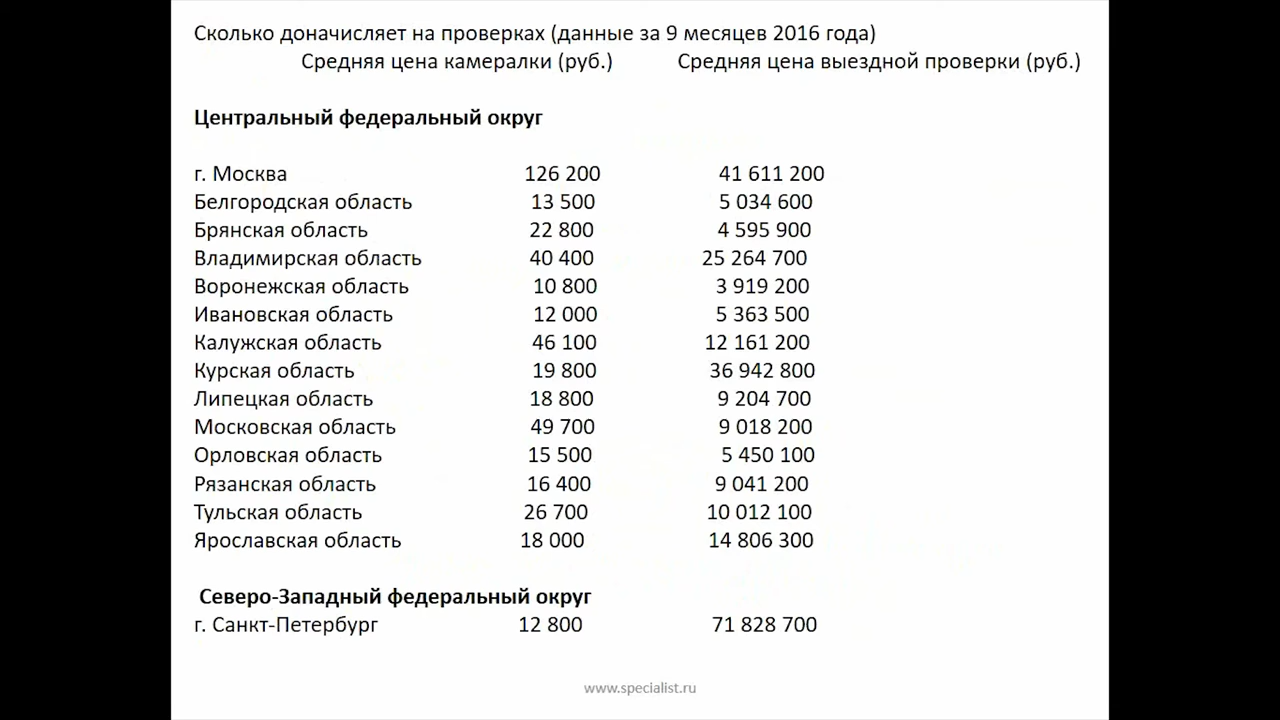 Сколько доначисляет на проверках (данные за 9 месяцев 2016 года)
Средняя цена камералки (руб.) Средняя цена выездной проверки (руб.)
Центральный федеральный округ
г. Москва 126 200 41 611 200
Белгородская область 13 500 5 034 600
Брянская область 22 800 4 595 900
Владимирская область 40 400 25 264 700
Воронежская область 10 800 3 919 200
Ивановская область 12 000 5 363 500
Калужская область 46 100 12 161 200
Курская область 19 800 36 942 800
Липецкая область 18 800 9 204 700
Московская область 49 700 9 018 200
Орловская область 15 500 5 450 100
Рязанская область 16 400 9 041 200
Тульская область 26 700 10 012 100
Ярославская область 18 000 14 806 300
Северо-Западный федеральный округ
г. Санкт-Петербург 12 800 71 828 700
www.specialist.ru